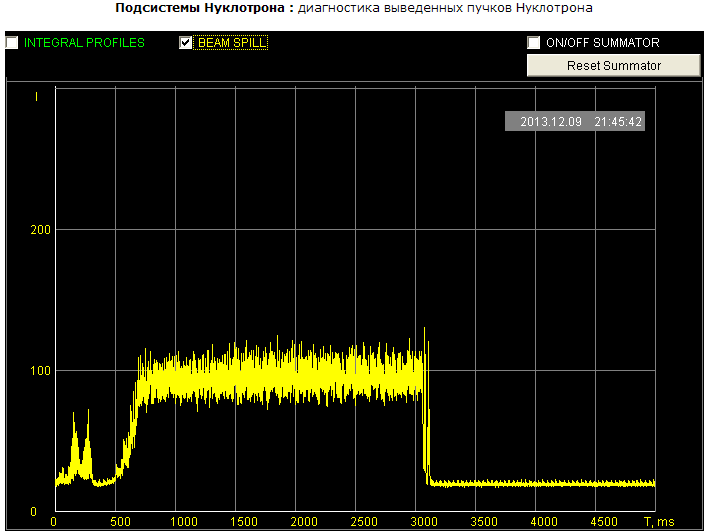 Подсистемы Нуклотрона : диагностика выведенных пучков Нуклотрона
INTEGRAL PROFILES BEAM SPILL ON/OFF SUMMATOR
Reset Summator
I
2013.12.09 21:45:42
200
100
0
0 500 1000 1500 2000 2500 3000 3500 4000 4500 T, ms